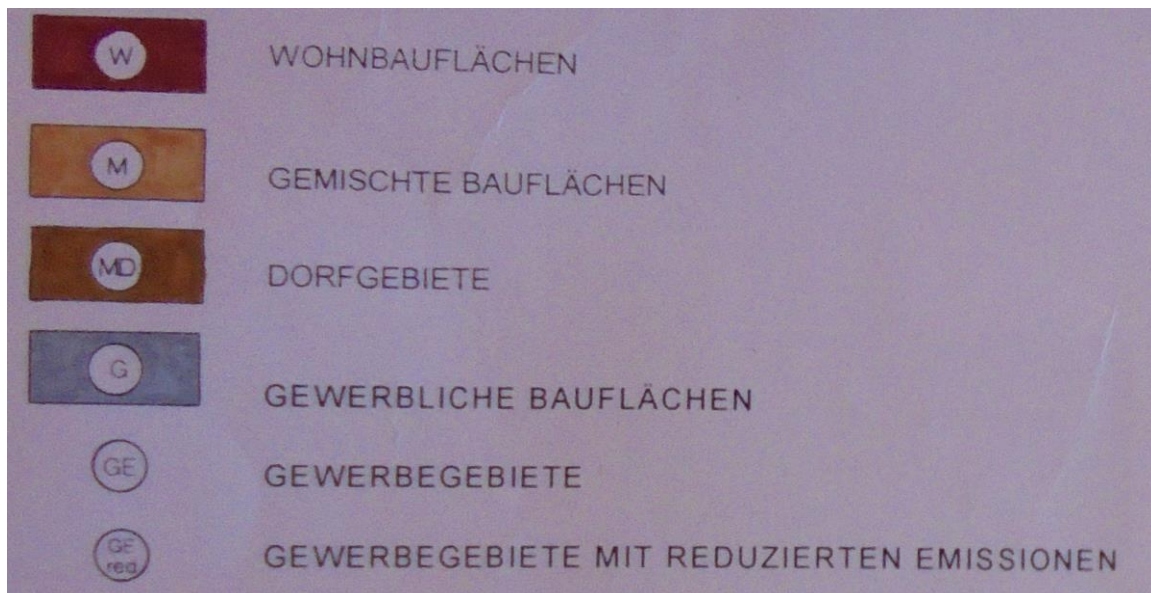 W WOHNBAUFLÄCHEN
M GEMISCHTE BAUFLÄCHEN
MD DORFGEBIETE
G GEWERBLICHE BAUFLÄCHEN
GE GEWERBEGEBIETE
GE red. GEWERBEGEBIETE MIT REDUZIERTEN EMISSIONEN